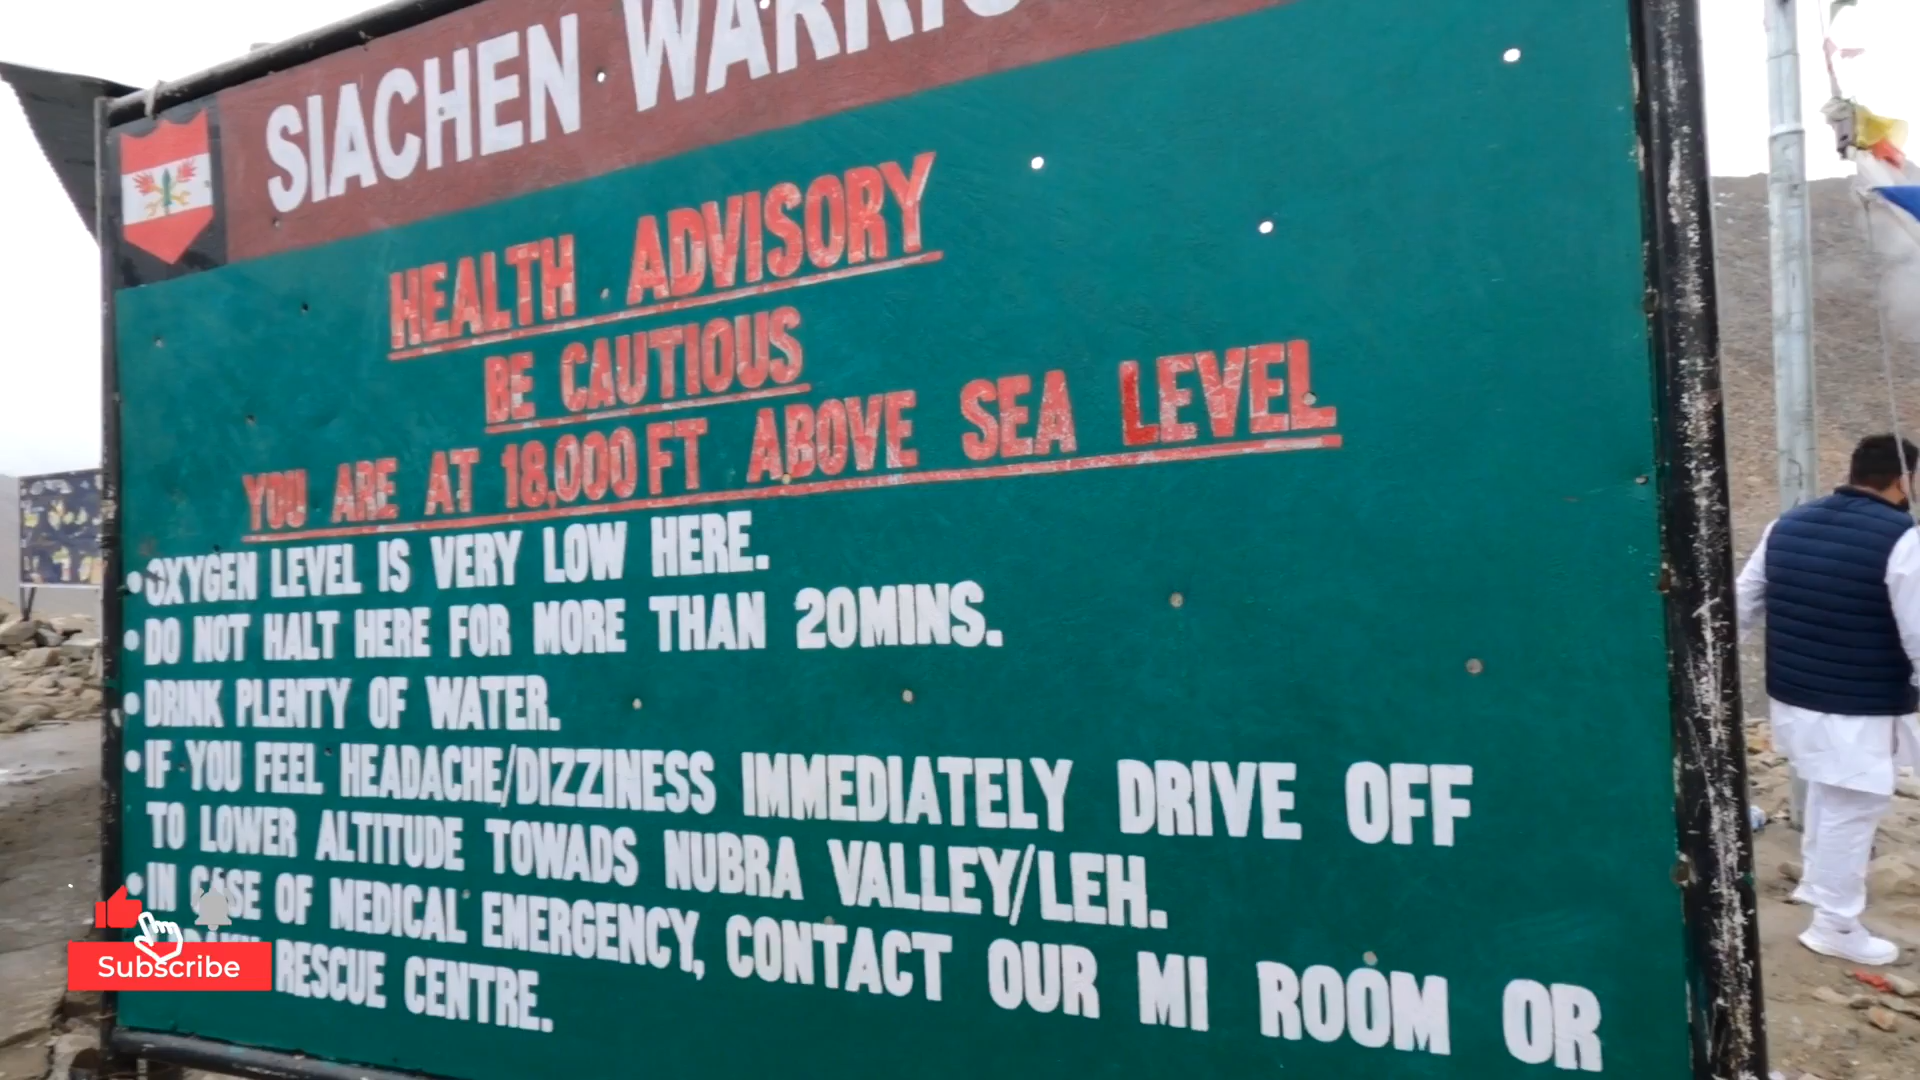 SIACHEN
HEALTH ADVISORY
BE CAUTIOUS
YOU ARE AT 18,000 FT ABOVE SEA LEVEL
• OXYGEN LEVEL IS VERY LOW HERE.
• DO NOT HALT HERE FOR MORE THAN 20MINS.
• DRINK PLENTY OF WATER.
• IF YOU FEEL HEADACHE/DIZZINESS IMMEDIATELY DRIVE OFF
TO LOWER ALTITUDE TOWADS NUBRA VALLEY/LEH.
• IN CASE OF MEDICAL EMERGENCY, CONTACT OUR MI ROOM OR
RESCUE CENTRE.
Subscribe